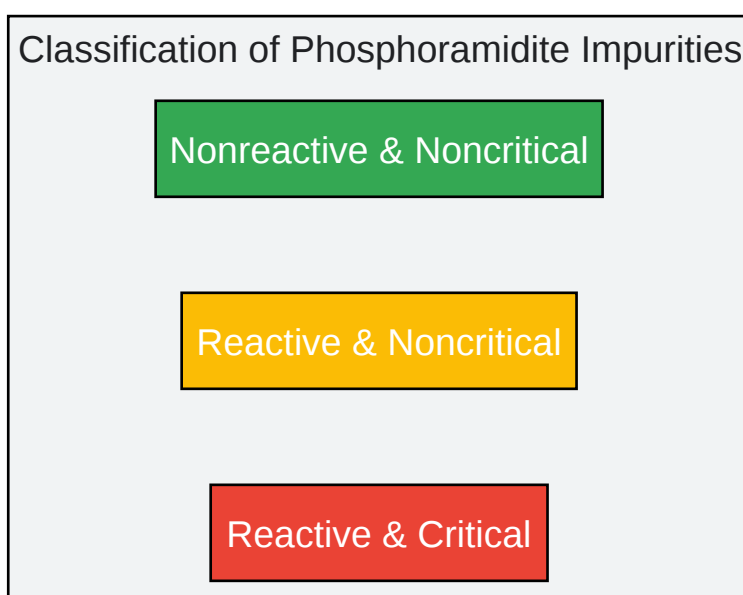 Classification of Phosphoramidite Impurities
Nonreactive & Noncritical
Reactive & Noncritical
Reactive & Critical